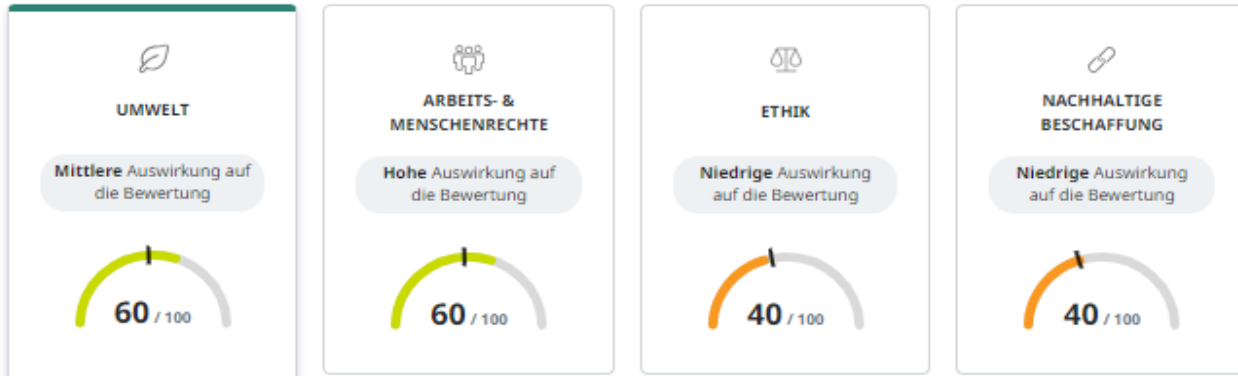 UMWELT
Mittlere Auswirkung auf
die Bewertung
60 / 100
ARBEITS- &
MENSCHENRECHTE
Hohe Auswirkung auf
die Bewertung
60 / 100
ETHIK
Niedrige Auswirkung
auf die Bewertung
40 / 100
NACHHALTIGE
BESCHAFFUNG
Niedrige Auswirkung
auf die Bewertung
40 / 100